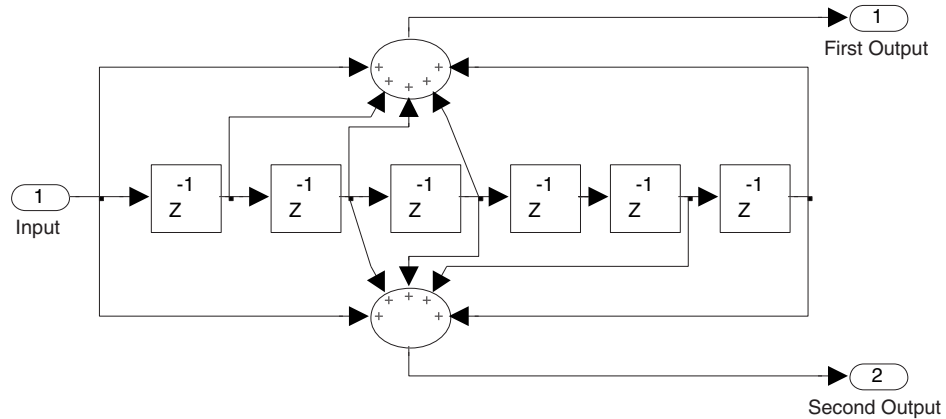 1
First Output
+ + + + +
-1
Z
-1
Z
-1
Z
-1
Z
-1
Z
-1
Z
1
Input
+ + + + +
2
Second Output